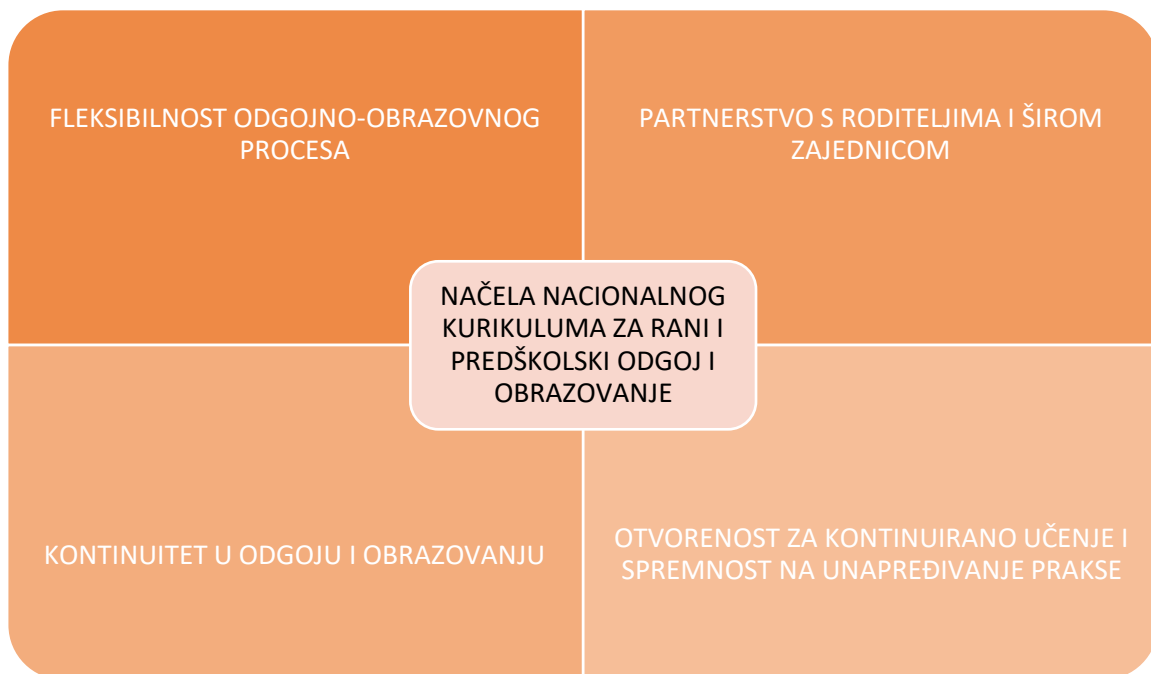 FLEKSIBILNOST ODGOJNO-OBRAZOVNOG
PROCESA
PARTNERSTVO S RODITELJIMA I ŠIROM
ZAJEDNICOM
NAČELA NACIONALNOG
KURIKULUMA ZA RANI I
PREDŠKOLSKI ODGOJ I
OBRAZOVANJE
KONTINUITET U ODGOJU I OBRAZOVANJU
OTVORENOST ZA KONTINUIRANO UČENJE I
SPREMNOST NA UNAPREĐIVANJE PRAKSE